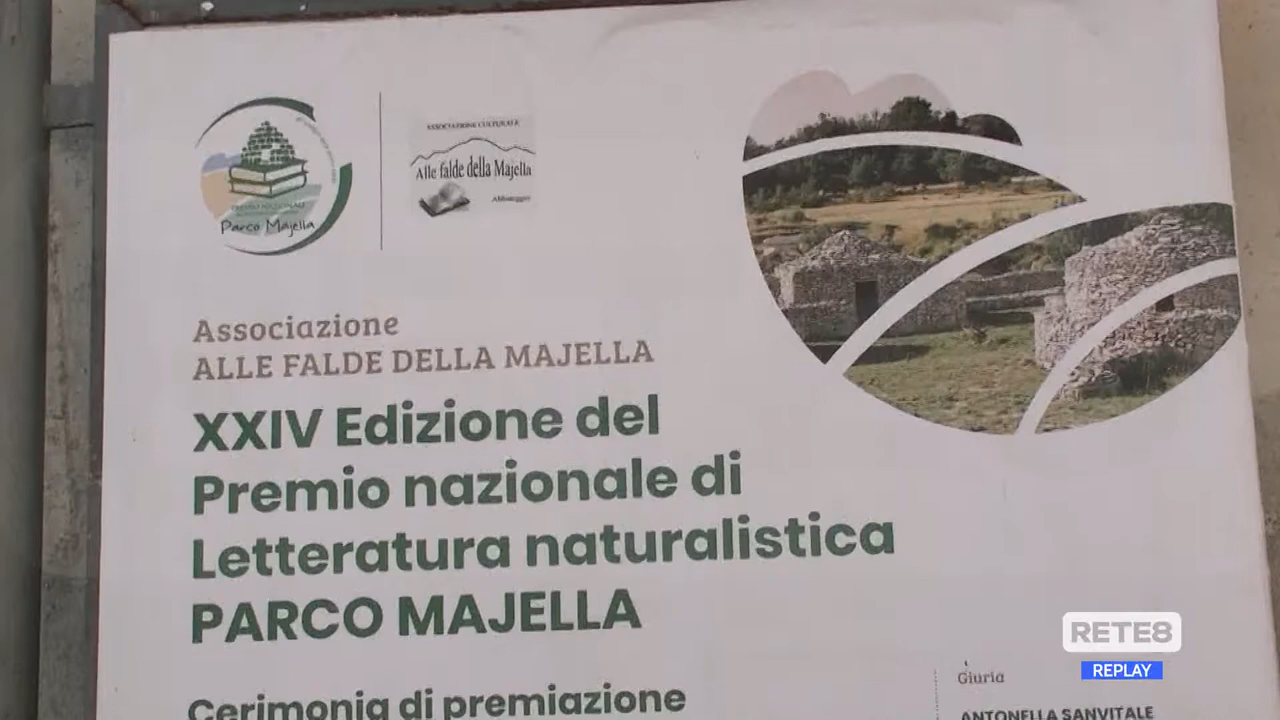 Parco Majella
ASSOCIAZIONE CULTURALE
Alle falde della Majella
Abbateggio
Associazione
ALLE FALDE DELLA MAJELLA
XXIV Edizione del
Premio nazionale di
Letteratura naturalistica
PARCO MAJELLA
Cerimonia di premiazione
Giuria
ANTONELLA SANVITALE
RETE8
REPLAY